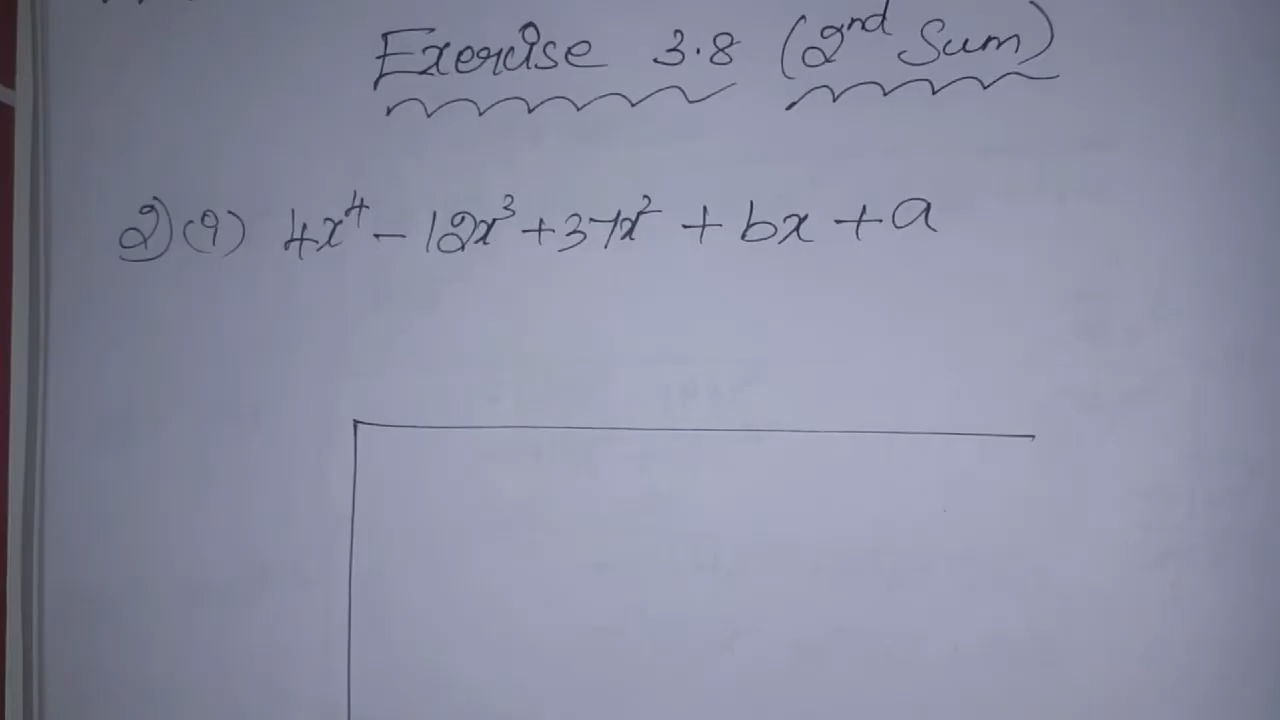 Exercise 3.8 (2nd Sum)
2) (i) 4x⁴ - 12x³ + 37x² + bx + a